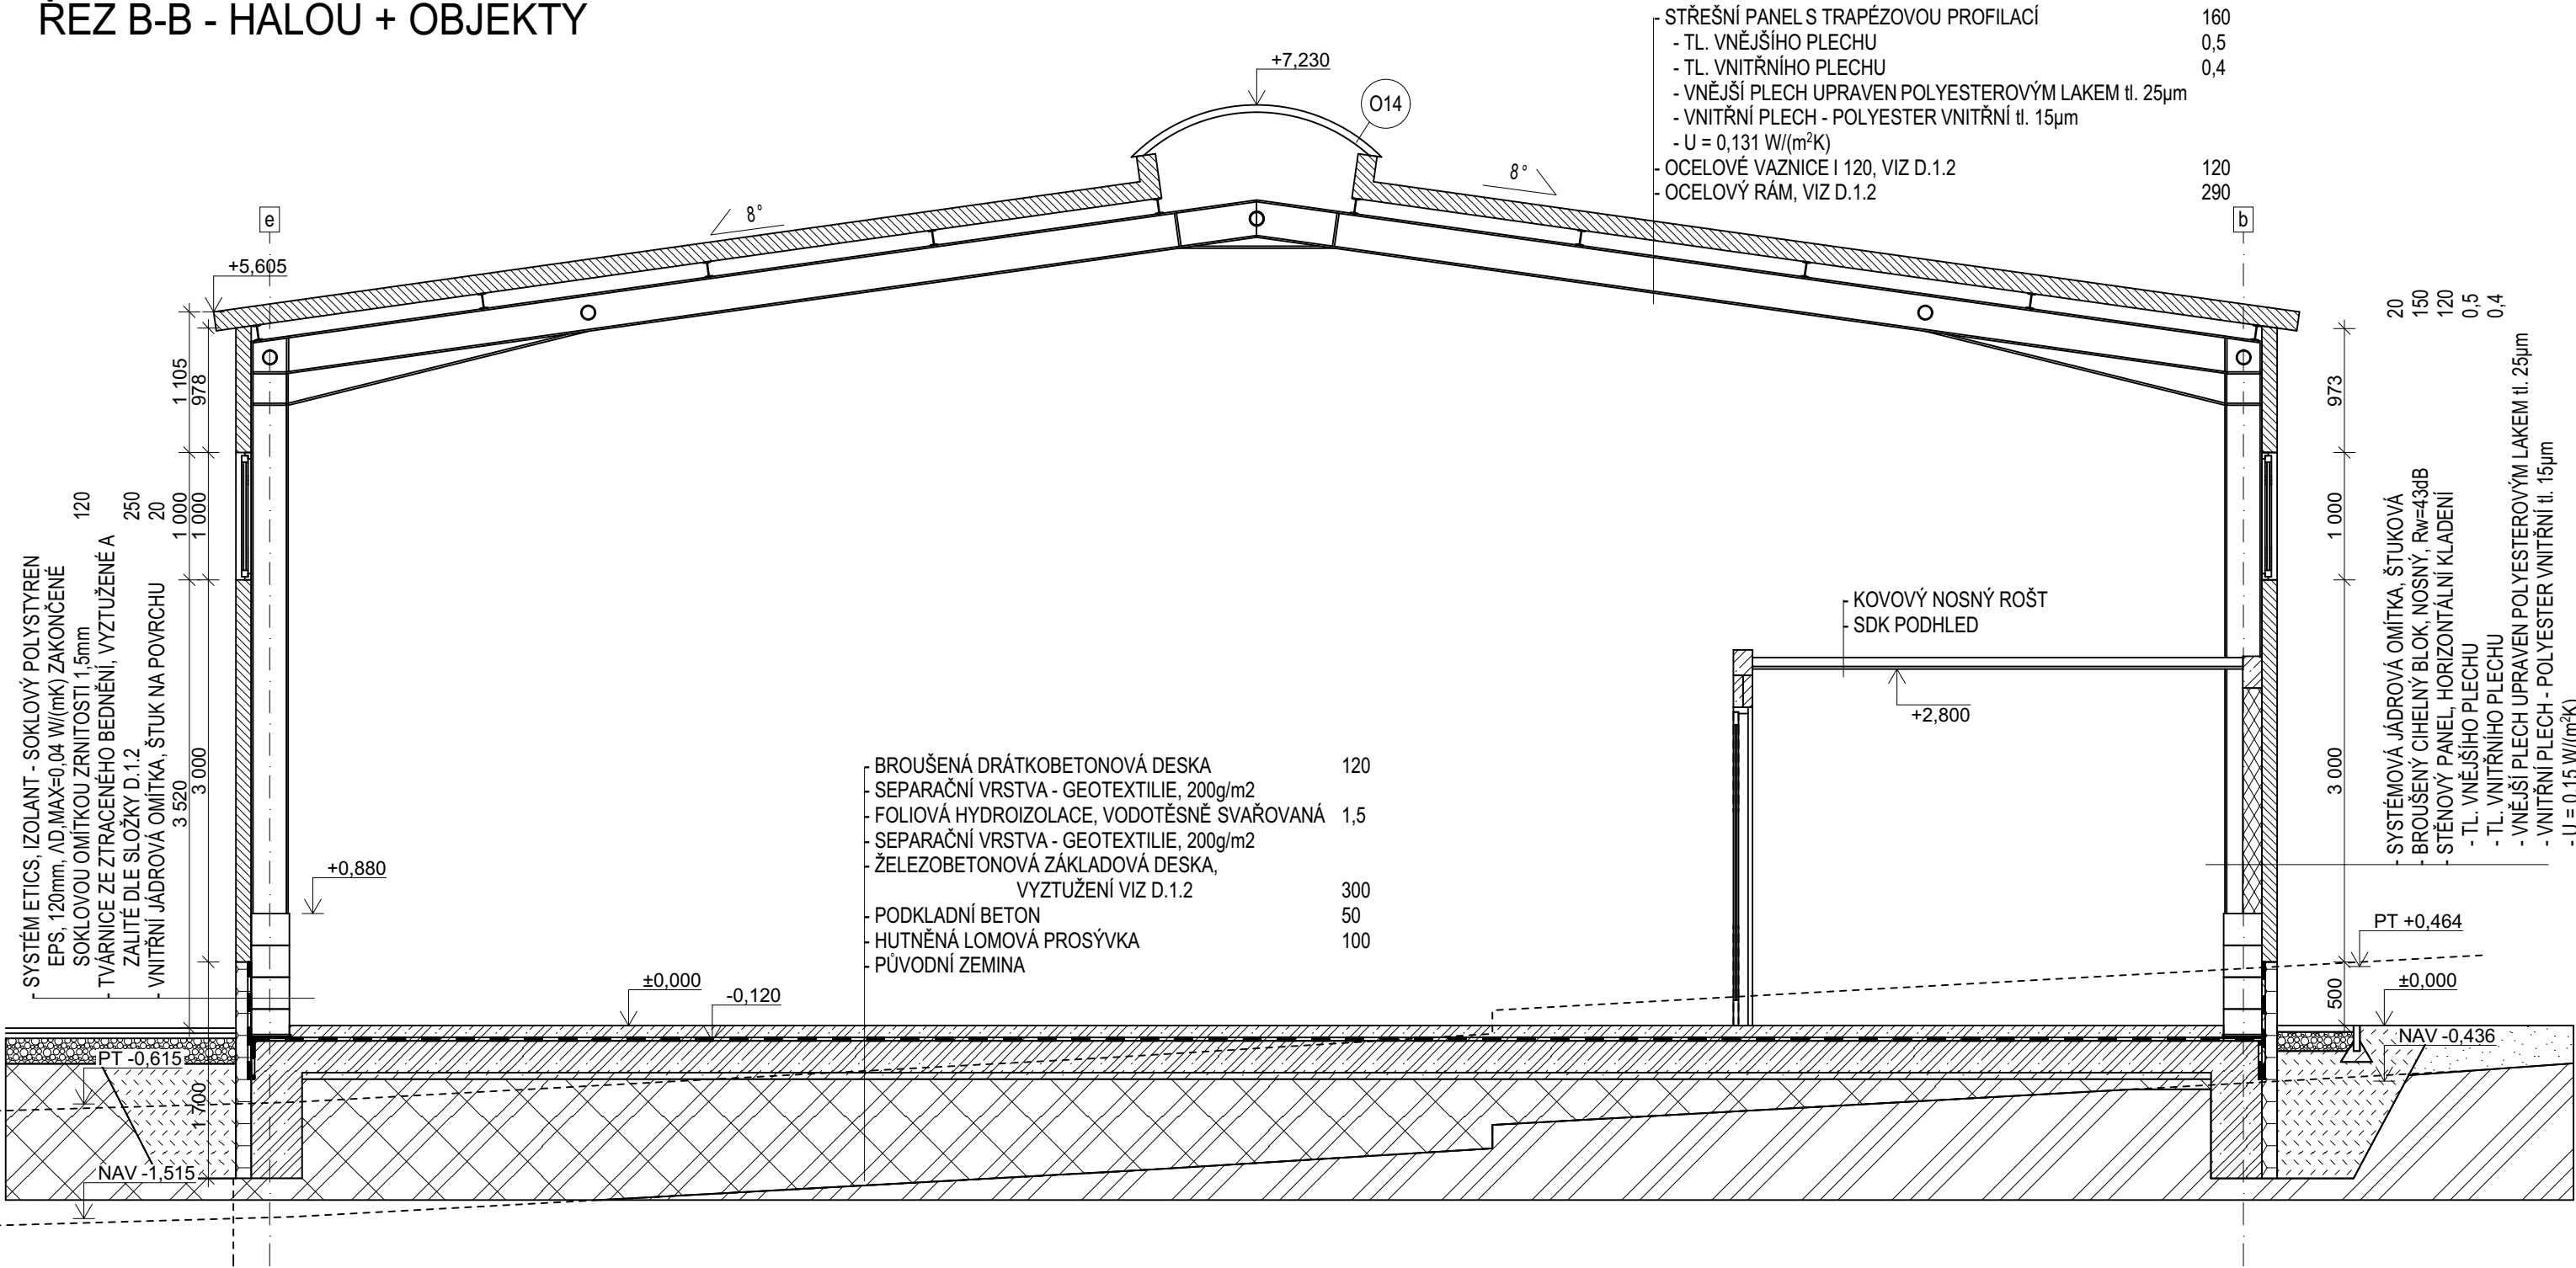 ŘEZ B-B - HALOU + OBJEKTY
- STŘEŠNÍ PANEL S TRAPÉZOVOU PROFILACÍ 160
- TL. VNĚJŠÍHO PLECHU 0,5
- TL. VNITŘNÍHO PLECHU 0,4
- VNĚJŠÍ PLECH UPRAVEN POLYESTEROVÝM LAKEM tl. 25µm
- VNITŘNÍ PLECH - POLYESTER VNITŘNÍ tl. 15µm
- U = 0,131 W/(m²K)
- OCELOVÉ VAZNICE I 120, VIZ D.1.2 120
- OCELOVÝ RÁM, VIZ D.1.2 290
+7,230
O14
8°
8°
e
b
+5,605
1 105
978
1 000
1 000
3 520
3 000
1 700
SYSTÉM ETICS, IZOLANT - SOKLOVÝ POLYSTYREN
EPS, 120mm, ΛD,MAX=0,04 W/(mK) ZAKONČENÉ
SOKLOVOU OMÍTKOU ZRNITOSTI 1,5mm 120
TVÁRNICE ZE ZTRACENÉHO BEDNĚNÍ, VYZTUŽENÉ A
ZALITÉ DLE SLOŽKY D.1.2 250
VNITŘNÍ JÁDROVÁ OMÍTKA, ŠTUK NA POVRCHU 20
+0,880
- KOVOVÝ NOSNÝ ROŠT
- SDK PODHLED
+2,800
- BROUŠENÁ DRÁTKOBETONOVÁ DESKA 120
- SEPARAČNÍ VRSTVA - GEOTEXTILIE, 200g/m2
- FOLIOVÁ HYDROIZOLACE, VODOTĚSNĚ SVAŘOVANÁ 1,5
- SEPARAČNÍ VRSTVA - GEOTEXTILIE, 200g/m2
- ŽELEZOBETONOVÁ ZÁKLADOVÁ DESKA,
VYZTUŽENÍ VIZ D.1.2 300
- PODKLADNÍ BETON 50
- HUTNĚNÁ LOMOVÁ PROSÝVKA 100
- PŮVODNÍ ZEMINA
±0,000
-0,120
PT -0,615
NAV -1,515
973
1 000
3 000
500
- SYSTÉMOVÁ JÁDROVÁ OMÍTKA, ŠTUKOVÁ 20
- BROUŠENÝ CIHELNÝ BLOK, NOSNÝ, Rw=43dB 150
- STĚNOVÝ PANEL, HORIZONTÁLNÍ KLADENÍ 120
- TL. VNĚJŠÍHO PLECHU 0,5
- TL. VNITŘNÍHO PLECHU 0,4
- VNĚJŠÍ PLECH UPRAVEN POLYESTEROVÝM LAKEM tl. 25µm
- VNITŘNÍ PLECH - POLYESTER VNITŘNÍ tl. 15µm
- U = 0,15 W/(m²K)
PT +0,464
±0,000
NAV -0,436